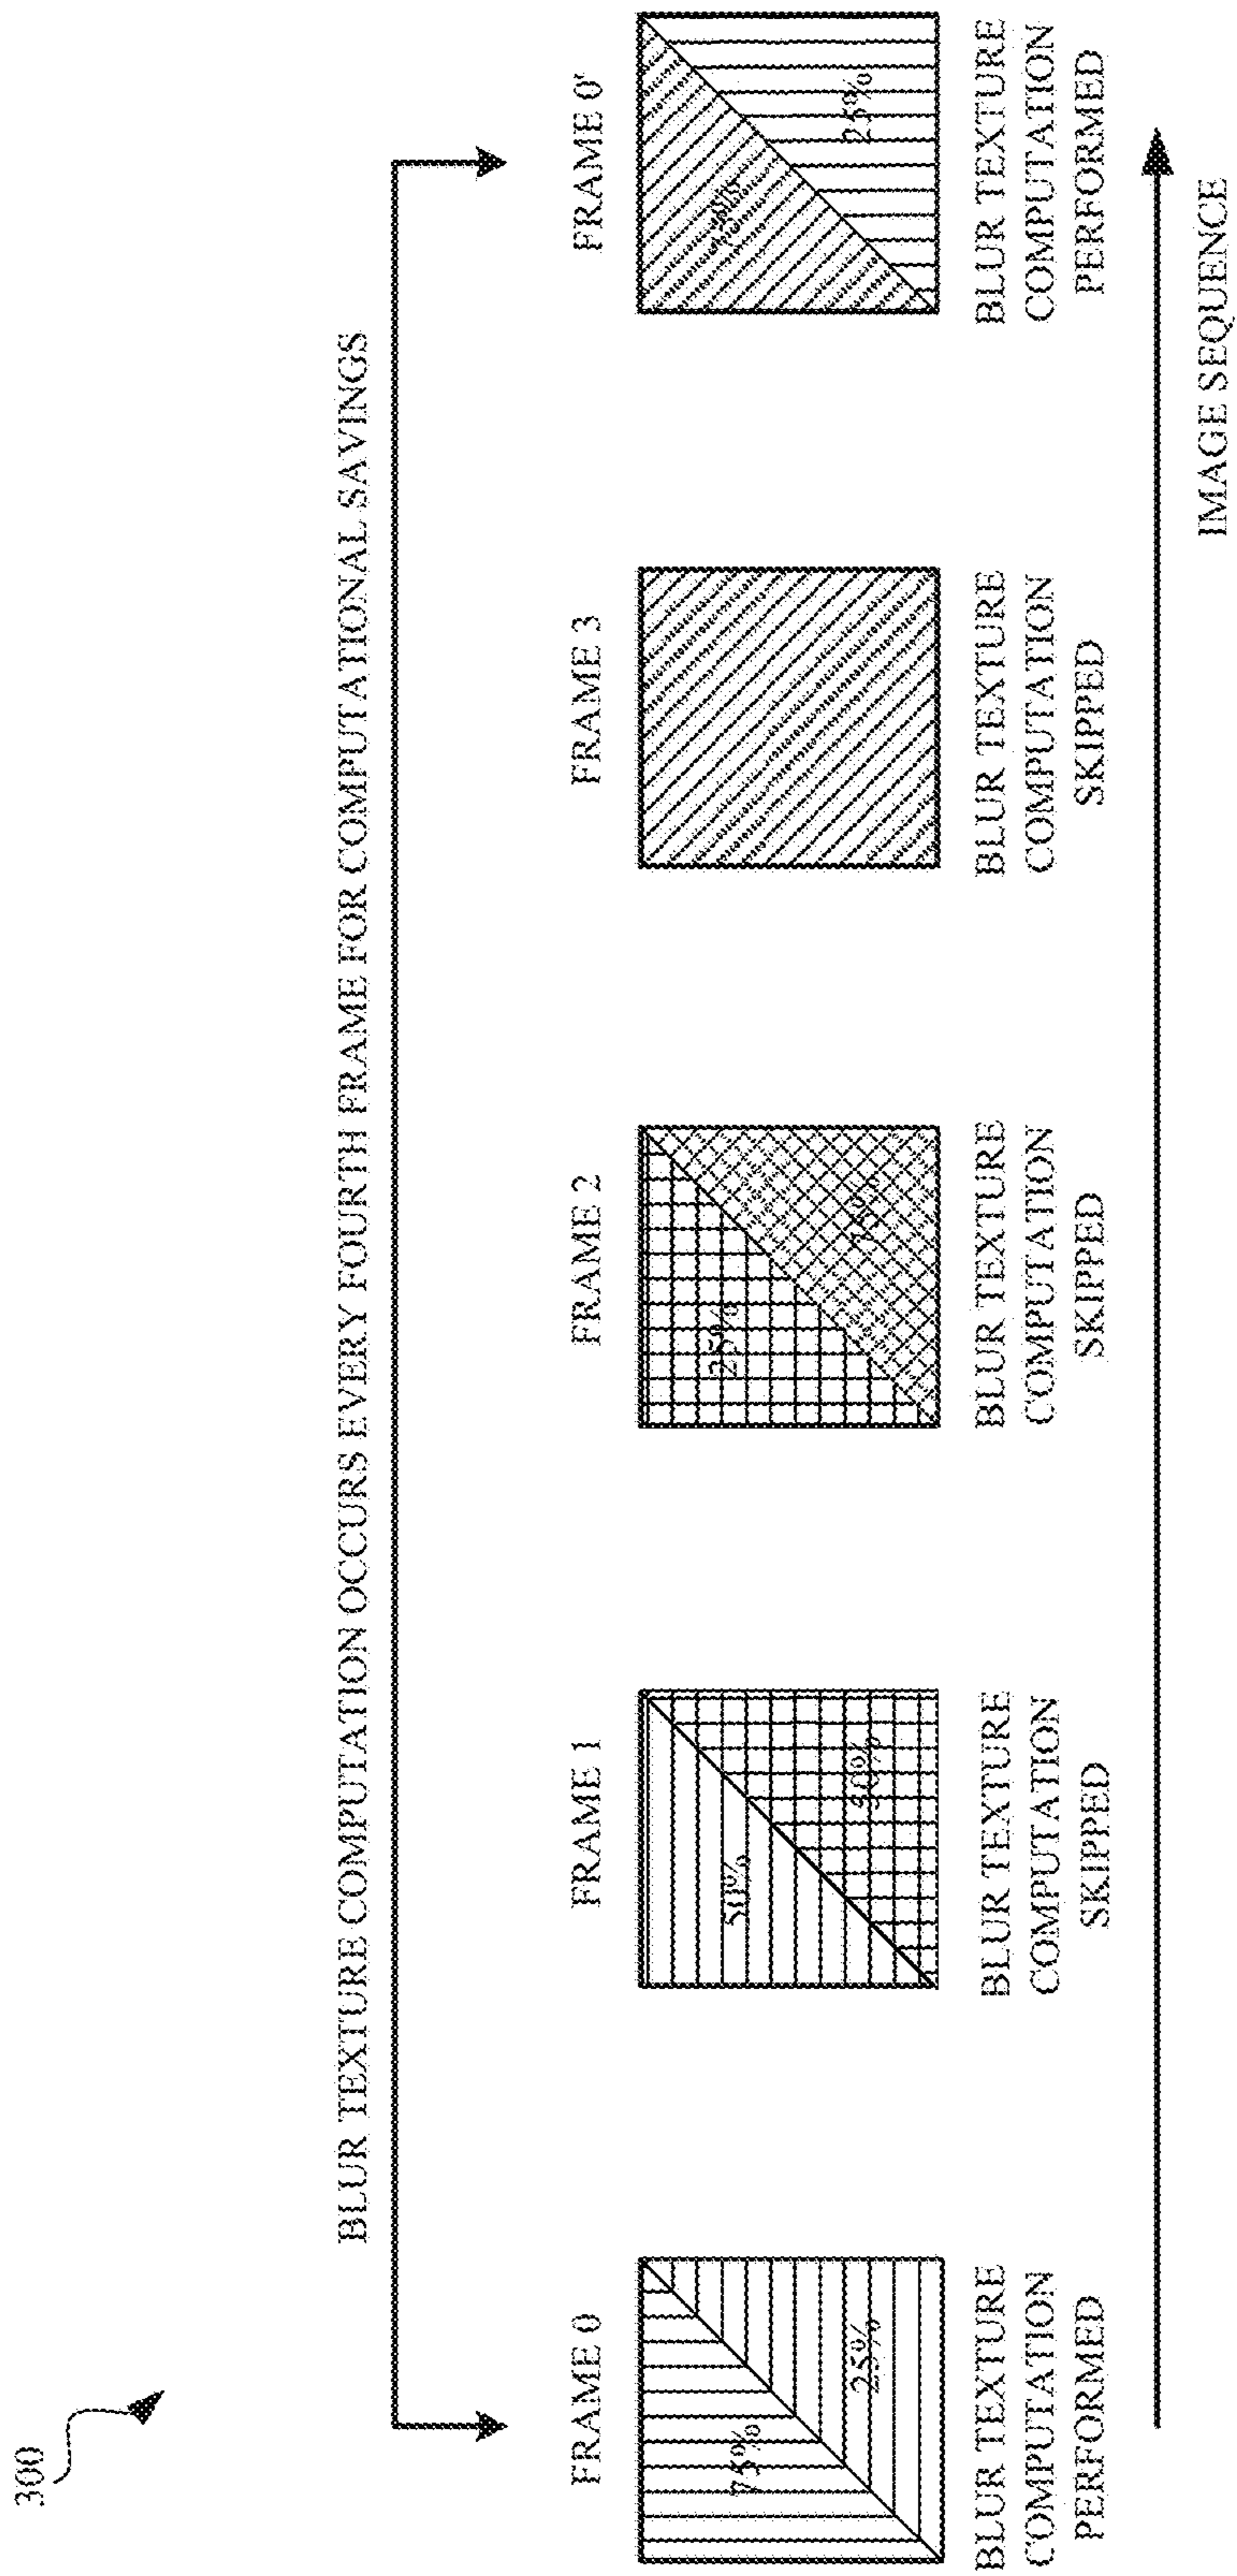 300
BLUR TEXTURE COMPUTATION OCCURS EVERY FOURTH FRAME FOR COMPUTATIONAL SAVINGS
FRAME 0
75%
25%
BLUR TEXTURE
COMPUTATION
PERFORMED
FRAME 1
50%
50%
BLUR TEXTURE
COMPUTATION
SKIPPED
FRAME 2
25%
75%
BLUR TEXTURE
COMPUTATION
SKIPPED
FRAME 3
BLUR TEXTURE
COMPUTATION
SKIPPED
FRAME 0'
25%
BLUR TEXTURE
COMPUTATION
PERFORMED
IMAGE SEQUENCE